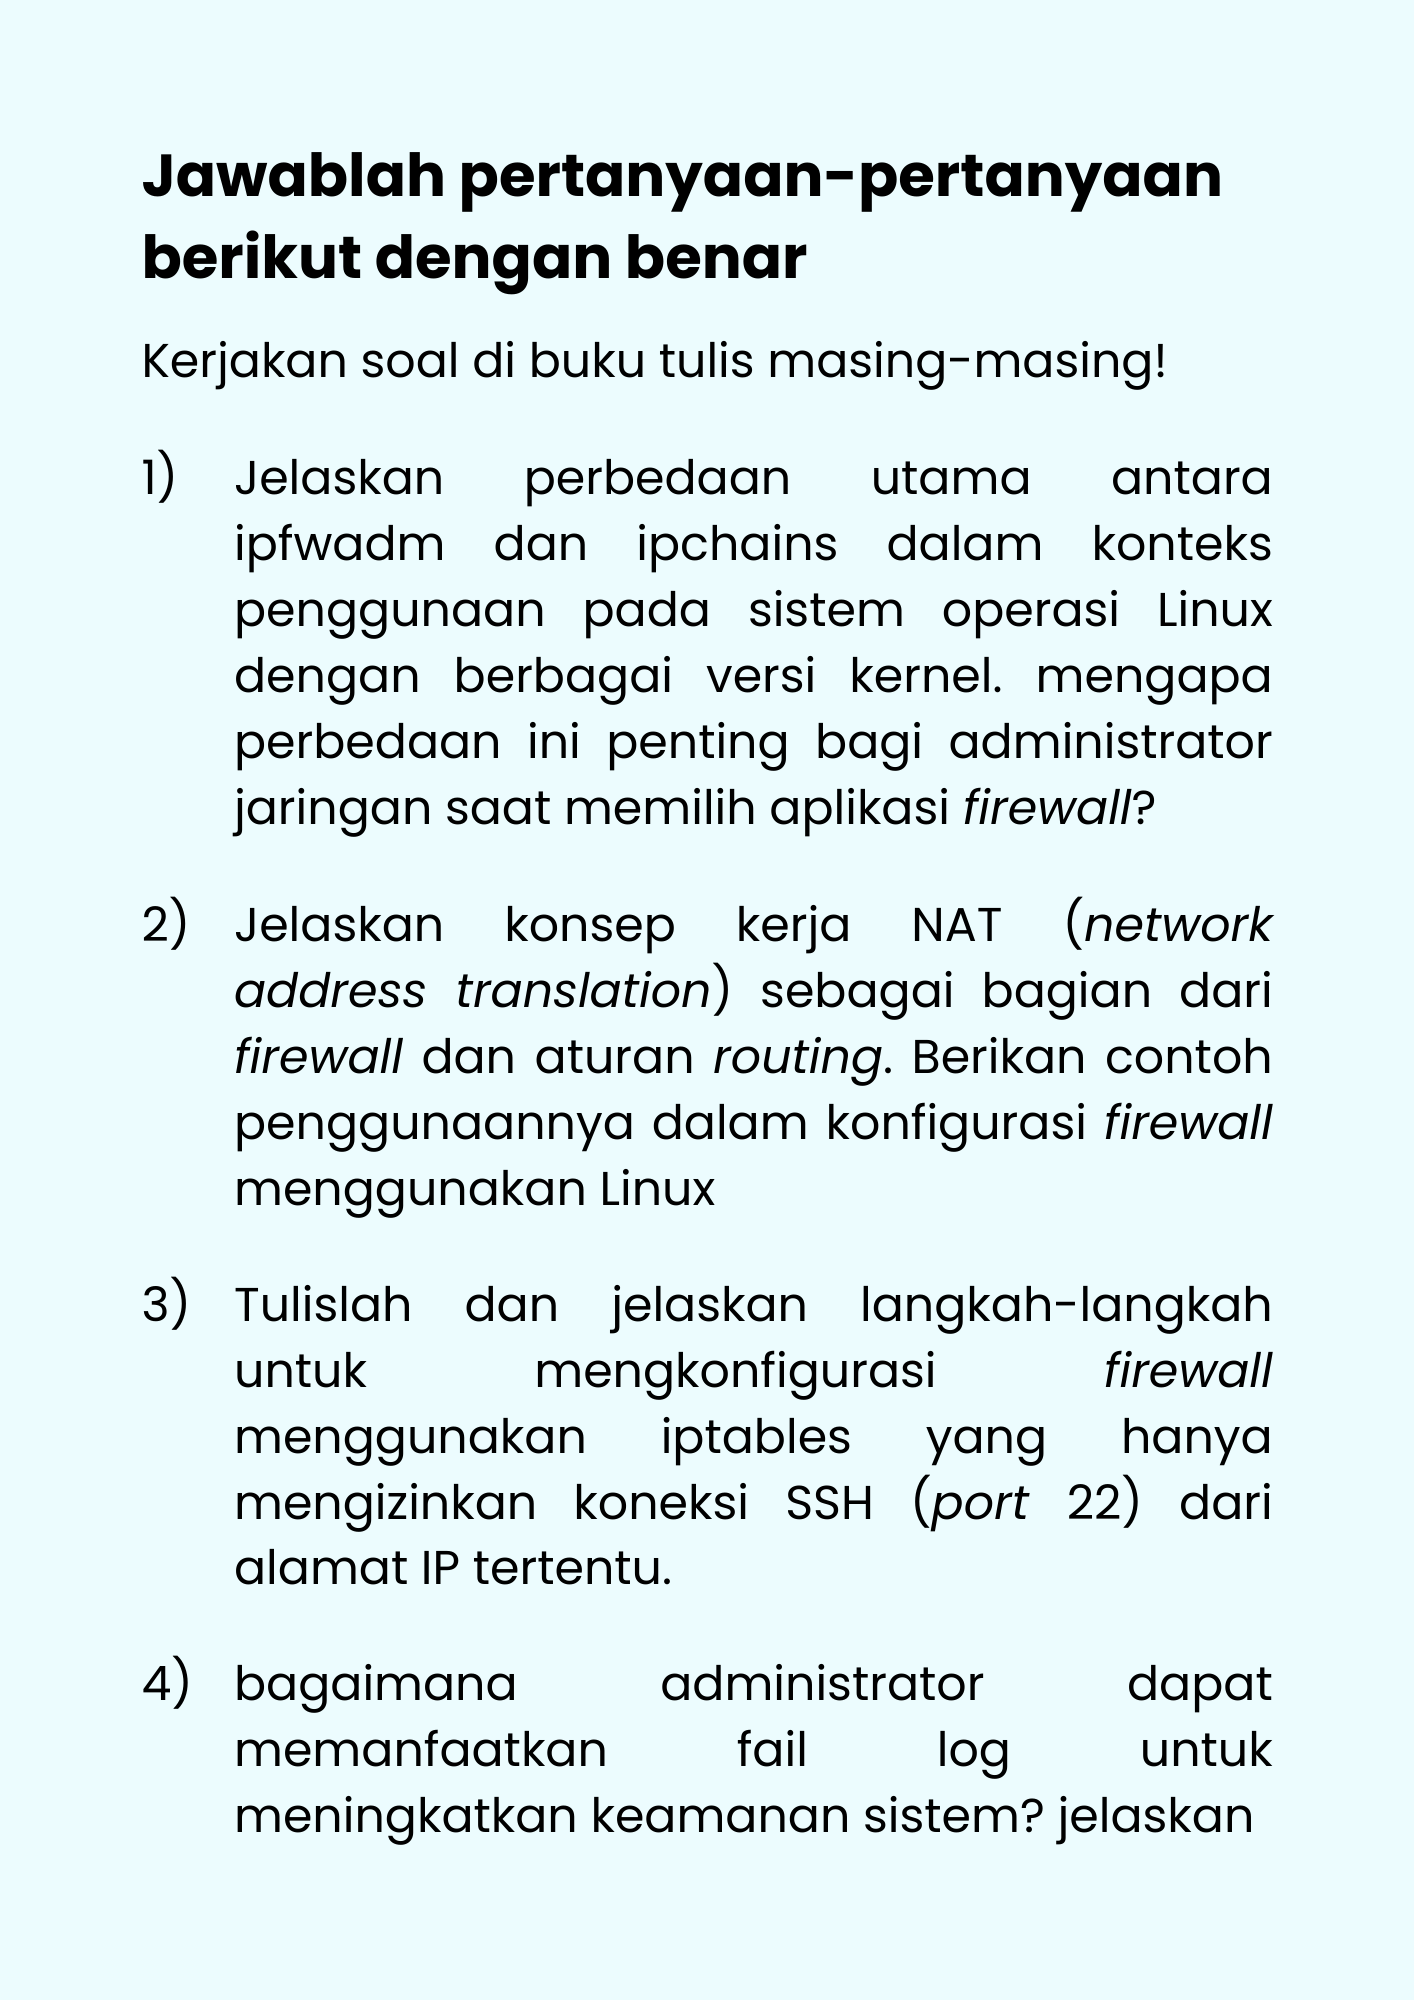 Jawablah pertanyaan-pertanyaan
berikut dengan benar
Kerjakan soal di buku tulis masing-masing!
1) Jelaskan perbedaan utama antara
ipfwadm dan ipchains dalam konteks
penggunaan pada sistem operasi Linux
dengan berbagai versi kernel. mengapa
perbedaan ini penting bagi administrator
jaringan saat memilih aplikasi firewall?
2) Jelaskan konsep kerja NAT (network
address translation) sebagai bagian dari
firewall dan aturan routing. Berikan contoh
penggunaannya dalam konfigurasi firewall
menggunakan Linux
3) Tulislah dan jelaskan langkah-langkah
untuk mengkonfigurasi firewall
menggunakan iptables yang hanya
mengizinkan koneksi SSH (port 22) dari
alamat IP tertentu.
4) bagaimana administrator dapat
memanfaatkan fail log untuk
meningkatkan keamanan sistem? jelaskan